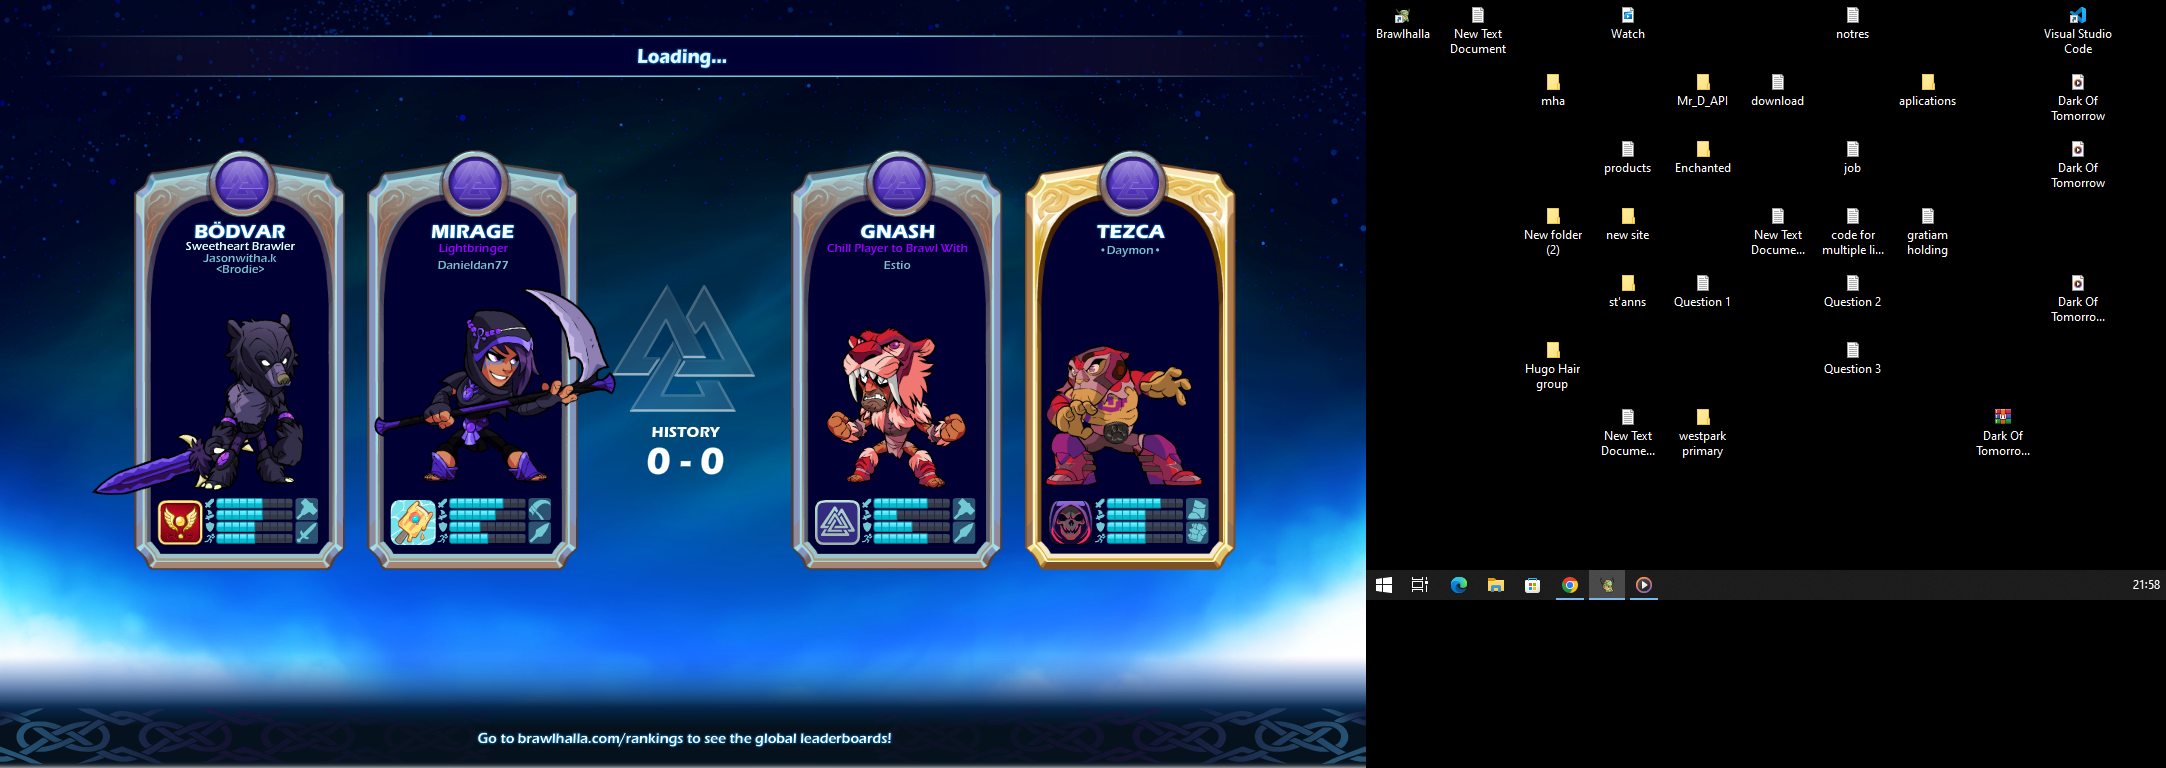 Loading...
BÖDVAR
Sweetheart Brawler
Jasonwitha.k
<Brodie>
MIRAGE
Lightbringer
Danieldan77
HISTORY
0 - 0
GNASH
Chill Player to Brawl With
Estio
TEZCA
•Daymon•
Go to brawlhalla.com/rankings to see the global leaderboards!
Brawlhalla
New Text
Document
Watch
notres
Visual Studio
Code
mha
Mr_D_API
download
aplications
Dark Of
Tomorrow
products
Enchanted
job
Dark Of
Tomorrow
New folder
(2)
new site
New Text
Docume...
code for
multiple li...
gratiam
holding
st'anns
Question 1
Question 2
Dark Of
Tomorro...
Hugo Hair
group
Question 3
New Text
Docume...
westpark
primary
Dark Of
Tomorro...
21:58